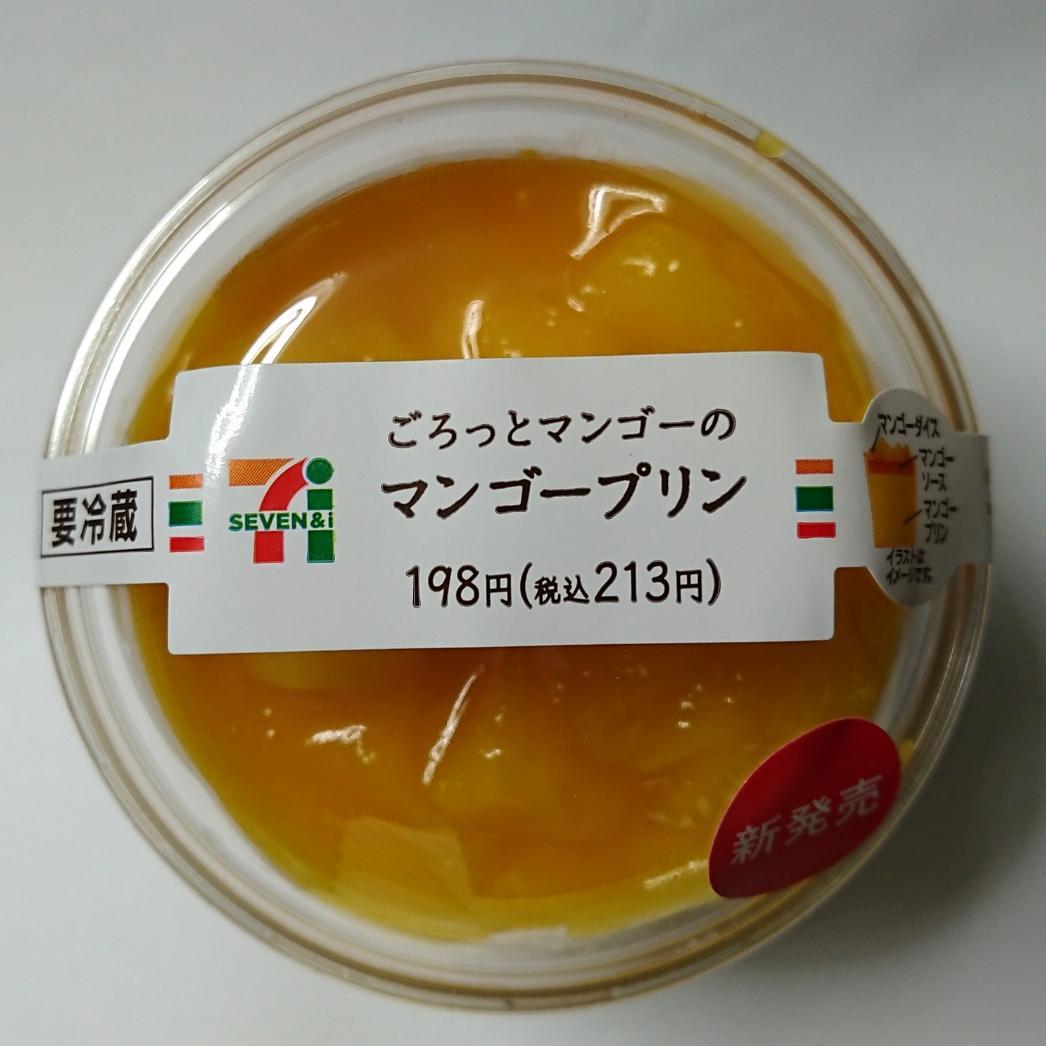 ごろっとマンゴーの
マンゴープリン
198円(税込213円)
要冷蔵
SEVEN&i
マンゴーダイス
マンゴー
ソース
マンゴー
プリン
イラストは
イメージです。
新発売